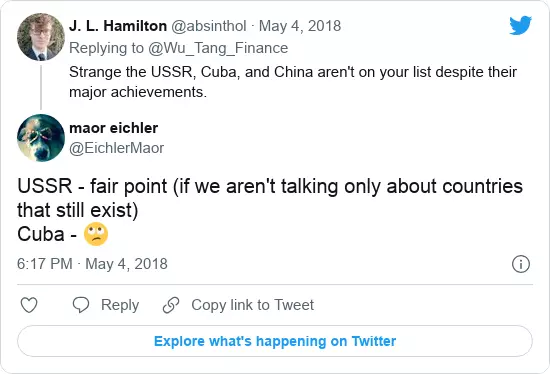 J. L. Hamilton @absinthol · May 4, 2018
Replying to @Wu_Tang_Finance
Strange the USSR, Cuba, and China aren't on your list despite their
major achievements.
maor eichler
@EichlerMaor
USSR - fair point (if we aren't talking only about countries
that still exist)
Cuba - 🙄
6:17 PM · May 4, 2018
Reply Copy link to Tweet
Explore what's happening on Twitter